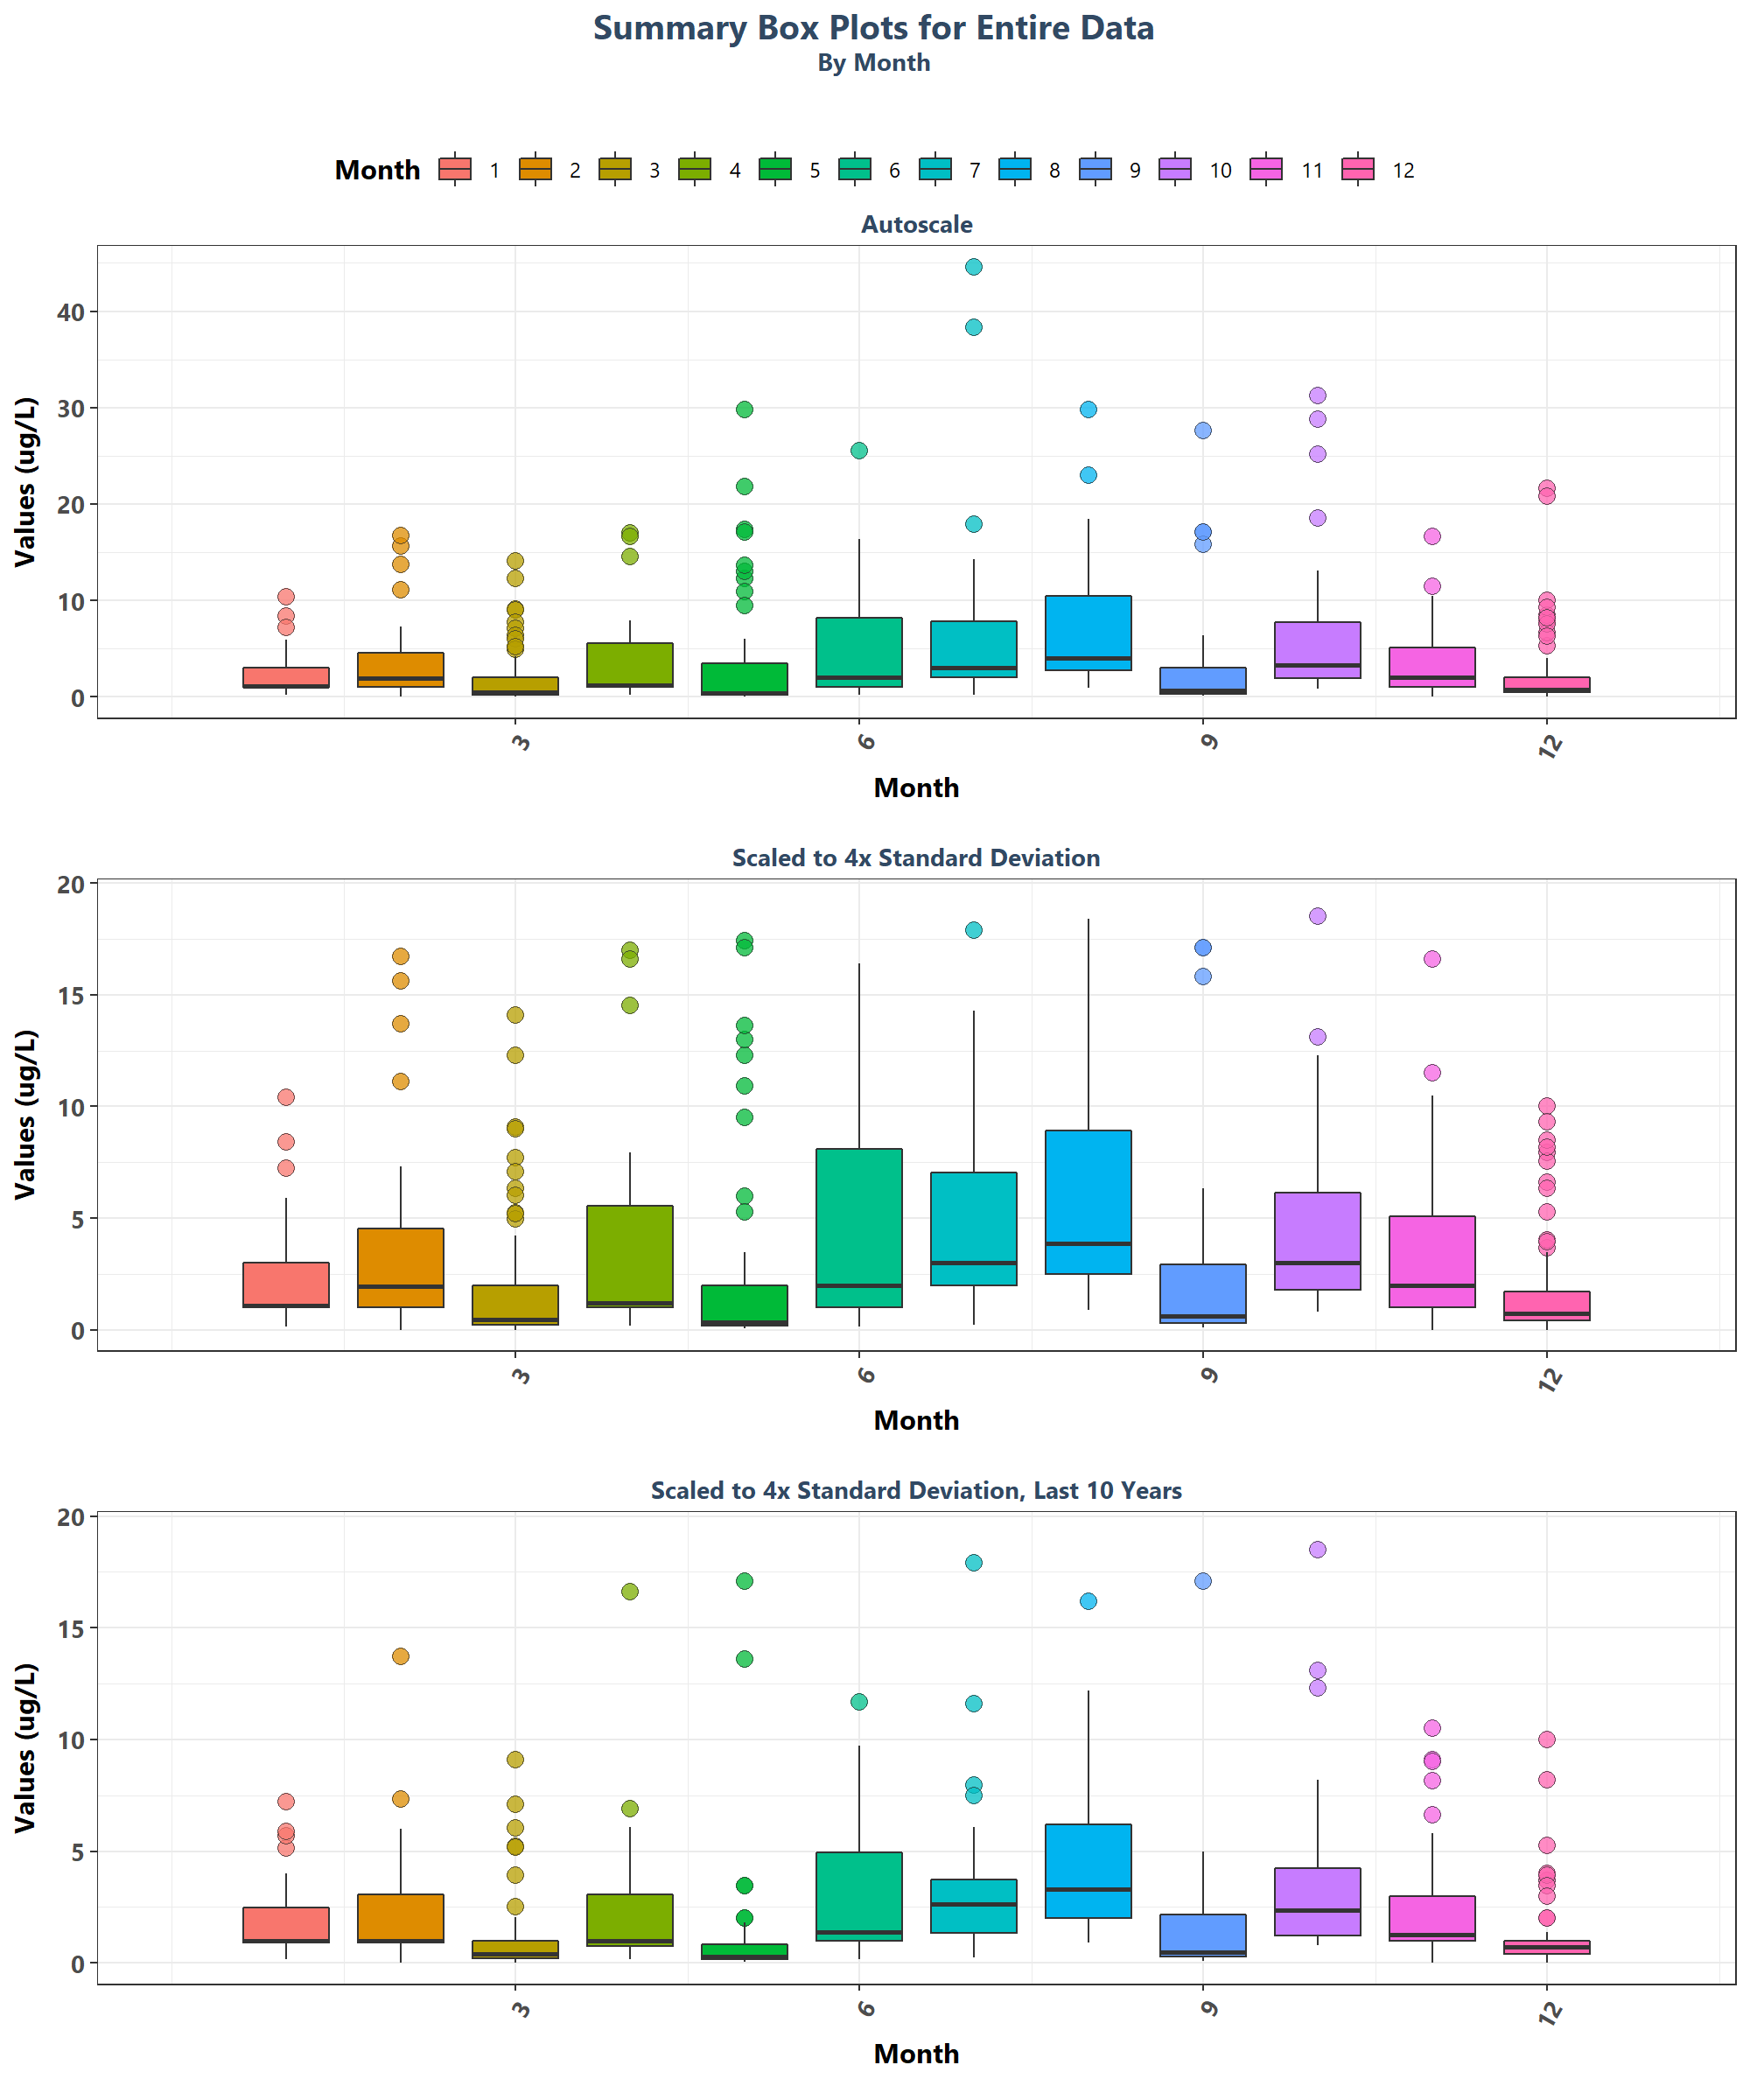 Summary Box Plots for Entire Data
By Month
Month 1 2 3 4 5 6 7 8 9 10 11 12
Autoscale
Values (ug/L)
40
30
20
10
0
3 6 9 12
Month
Scaled to 4x Standard Deviation
Values (ug/L)
20
15
10
5
0
3 6 9 12
Month
Scaled to 4x Standard Deviation, Last 10 Years
Values (ug/L)
20
15
10
5
0
3 6 9 12
Month